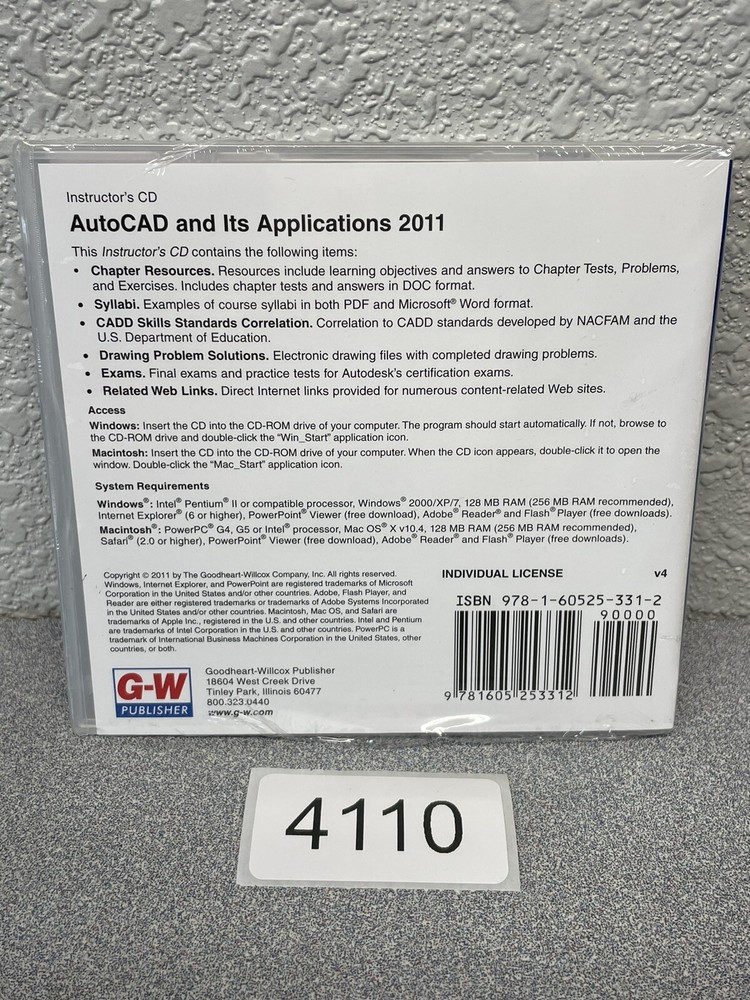 Instructor's CD
AutoCAD and Its Applications 2011
This Instructor's CD contains the following items:
• Chapter Resources. Resources include learning objectives and answers to Chapter Tests, Problems,
and Exercises. Includes chapter tests and answers in DOC format.
• Syllabi. Examples of course syllabi in both PDF and Microsoft® Word format.
• CADD Skills Standards Correlation. Correlation to CADD standards developed by NACFAM and the
U.S. Department of Education.
• Drawing Problem Solutions. Electronic drawing files with completed drawing problems.
• Exams. Final exams and practice tests for Autodesk's certification exams.
• Related Web Links. Direct Internet links provided for numerous content-related Web sites.
Access
Windows: Insert the CD into the CD-ROM drive of your computer. The program should start automatically. If not, browse to
the CD-ROM drive and double-click the "Win_Start" application icon.
Macintosh: Insert the CD into the CD-ROM drive of your computer. When the CD icon appears, double-click it to open the
window. Double-click the "Mac_Start" application icon.
System Requirements
Windows®: Intel® Pentium® II or compatible processor, Windows® 2000/XP/7, 128 MB RAM (256 MB RAM recommended),
Internet Explorer® (6 or higher), PowerPoint® Viewer (free download), Adobe® Reader® and Flash® Player (free downloads).
Macintosh®: PowerPC® G4, G5 or Intel® processor, Mac OS® X v10.4, 128 MB RAM (256 MB RAM recommended),
Safari® (2.0 or higher), PowerPoint® Viewer (free download), Adobe® Reader® and Flash® Player (free downloads).
Copyright © 2011 by The Goodheart-Willcox Company, Inc. All rights reserved.
Windows, Internet Explorer, and PowerPoint are registered trademarks of Microsoft
Corporation in the United States and/or other countries. Adobe, Flash Player, and
Reader are either registered trademarks or trademarks of Adobe Systems Incorporated
in the United States and/or other countries. Macintosh, Mac OS, and Safari are
trademarks of Apple Inc., registered in the U.S. and other countries. Intel and Pentium
are trademarks of Intel Corporation in the U.S. and other countries. PowerPC is a
trademark of International Business Machines Corporation in the United States, other
countries, or both.
INDIVIDUAL LICENSE v4
ISBN 978-1-60525-331-2
90000
9 781605 253312
G-W
PUBLISHER
Goodheart-Willcox Publisher
18604 West Creek Drive
Tinley Park, Illinois 60477
800.323.0440
www.g-w.com
4110